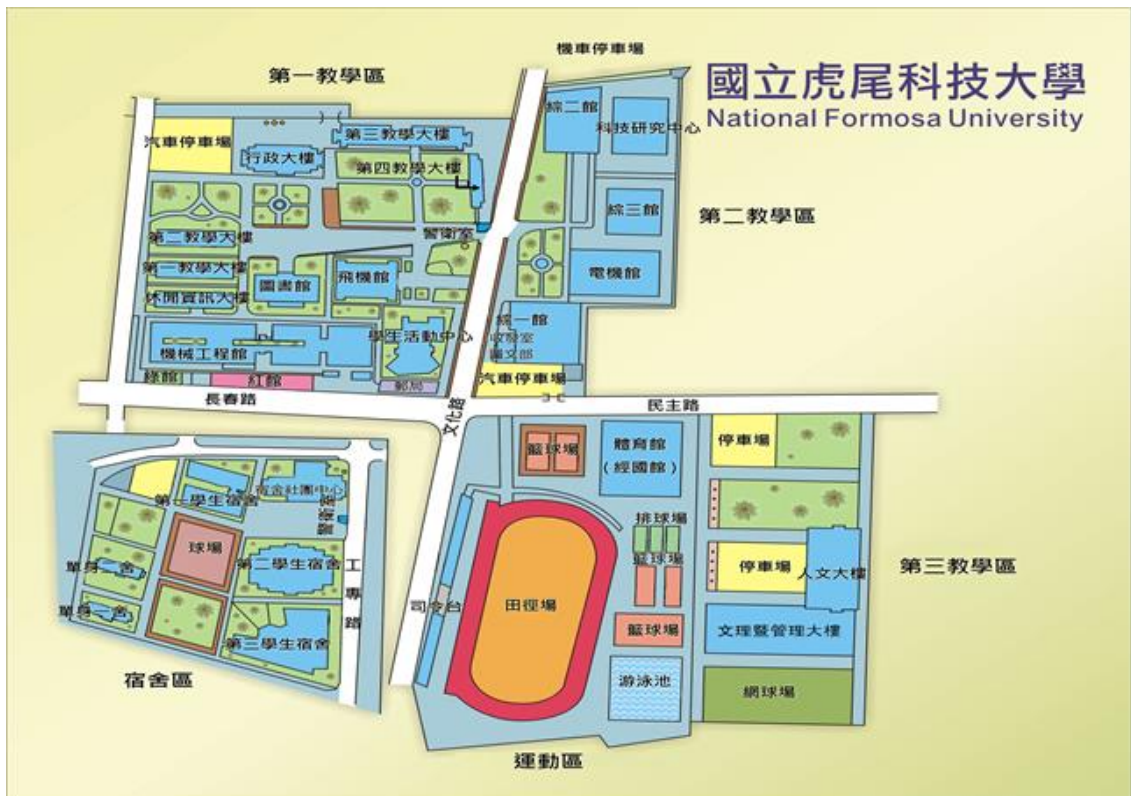 機車停車場
第一教學區
國立虎尾科技大學
National Formosa University
綜二館
科技研究中心
第三教學大樓
汽車停車場
行政大樓
第四教學大樓
綜三館
第二教學區
警衛室
第二教學大樓
電機館
第一教學大樓
圖書館
飛機館
休閒資訊大樓
綜一館
收發室
圖文部
學生活動中心
機械工程館
綠館
紅館
郵局
汽車停車場
長春路
文化路
民主路
籃球場
體育館
(經國館)
停車場
第一學生宿舍
宿舍社團中心
警衛室
排球場
球場
籃球場
停車場
人文大樓
第三教學區
單身 舍
第二學生宿舍
工專路
單身 舍
司令台
田徑場
籃球場
文理暨管理大樓
第三學生宿舍
宿舍區
游泳池
網球場
運動區